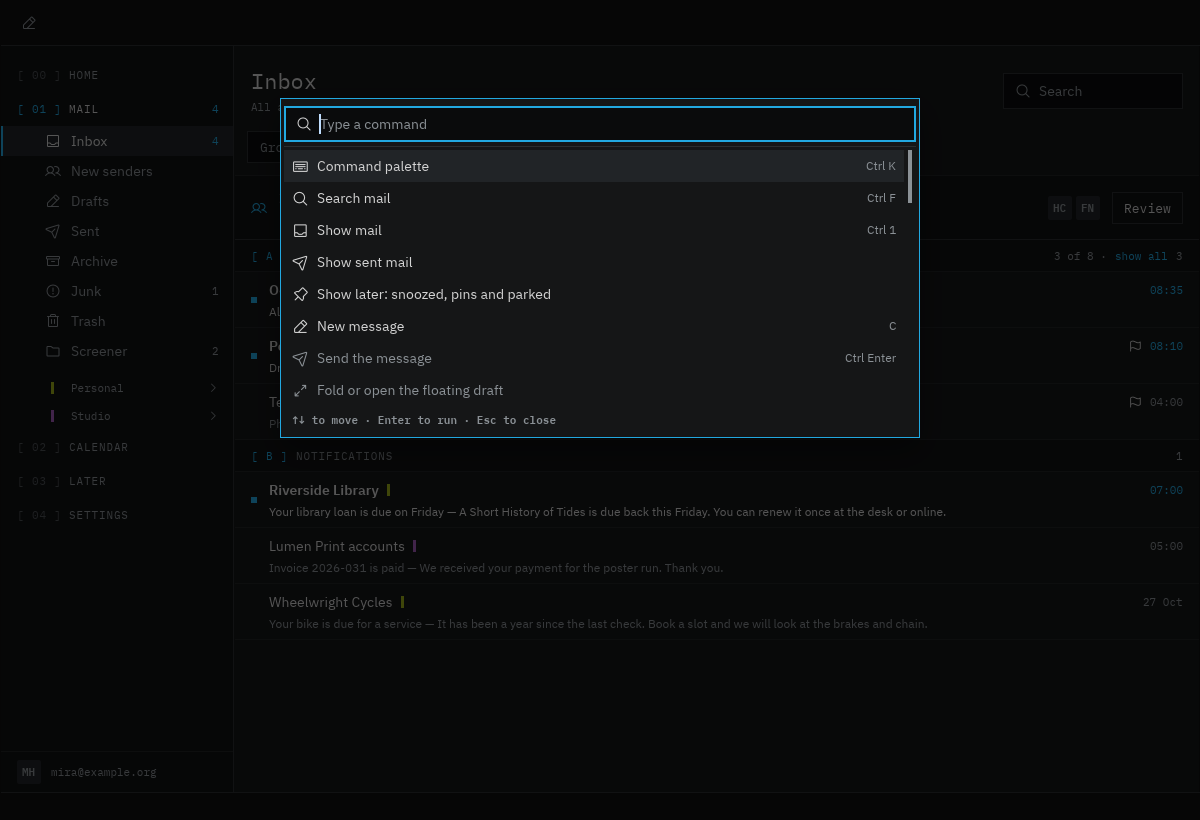 [ 00 ] HOME
[ 01 ] MAIL 4
Inbox 4
New senders
Drafts
Sent
Archive
Junk 1
Trash
Screener 2
Personal
Studio
[ 02 ] CALENDAR
[ 03 ] LATER
[ 04 ] SETTINGS
MH mira@example.org
Inbox
All
Search
Type a command
Command palette Ctrl K
Search mail Ctrl F
Show mail Ctrl 1
Show sent mail
Show later: snoozed, pins and parked
New message C
Send the message Ctrl Enter
Fold or open the floating draft
↑↓ to move · Enter to run · Esc to close
HC FN Review
[ A 3 of 8 · show all 3
08:35
08:10
04:00
[ B ] NOTIFICATIONS 1
Riverside Library 07:00
Your library loan is due on Friday — A Short History of Tides is due back this Friday. You can renew it once at the desk or online.
Lumen Print accounts 05:00
Invoice 2026-031 is paid — We received your payment for the poster run. Thank you.
Wheelwright Cycles 27 Oct
Your bike is due for a service — It has been a year since the last check. Book a slot and we will look at the brakes and chain.